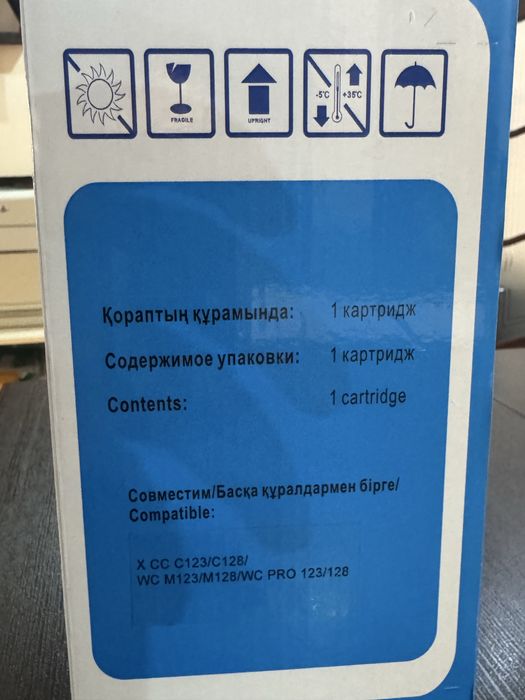 FRAGILE
UPRIGHT
-5°C +35°C
Қораптың құрамында: 1 картридж
Содержимое упаковки: 1 картридж
Contents: 1 cartridge
Совместим/Басқа құралдармен бірге/
Compatible:
X CC C123/C128/
WC M123/M128/WC PRO 123/128